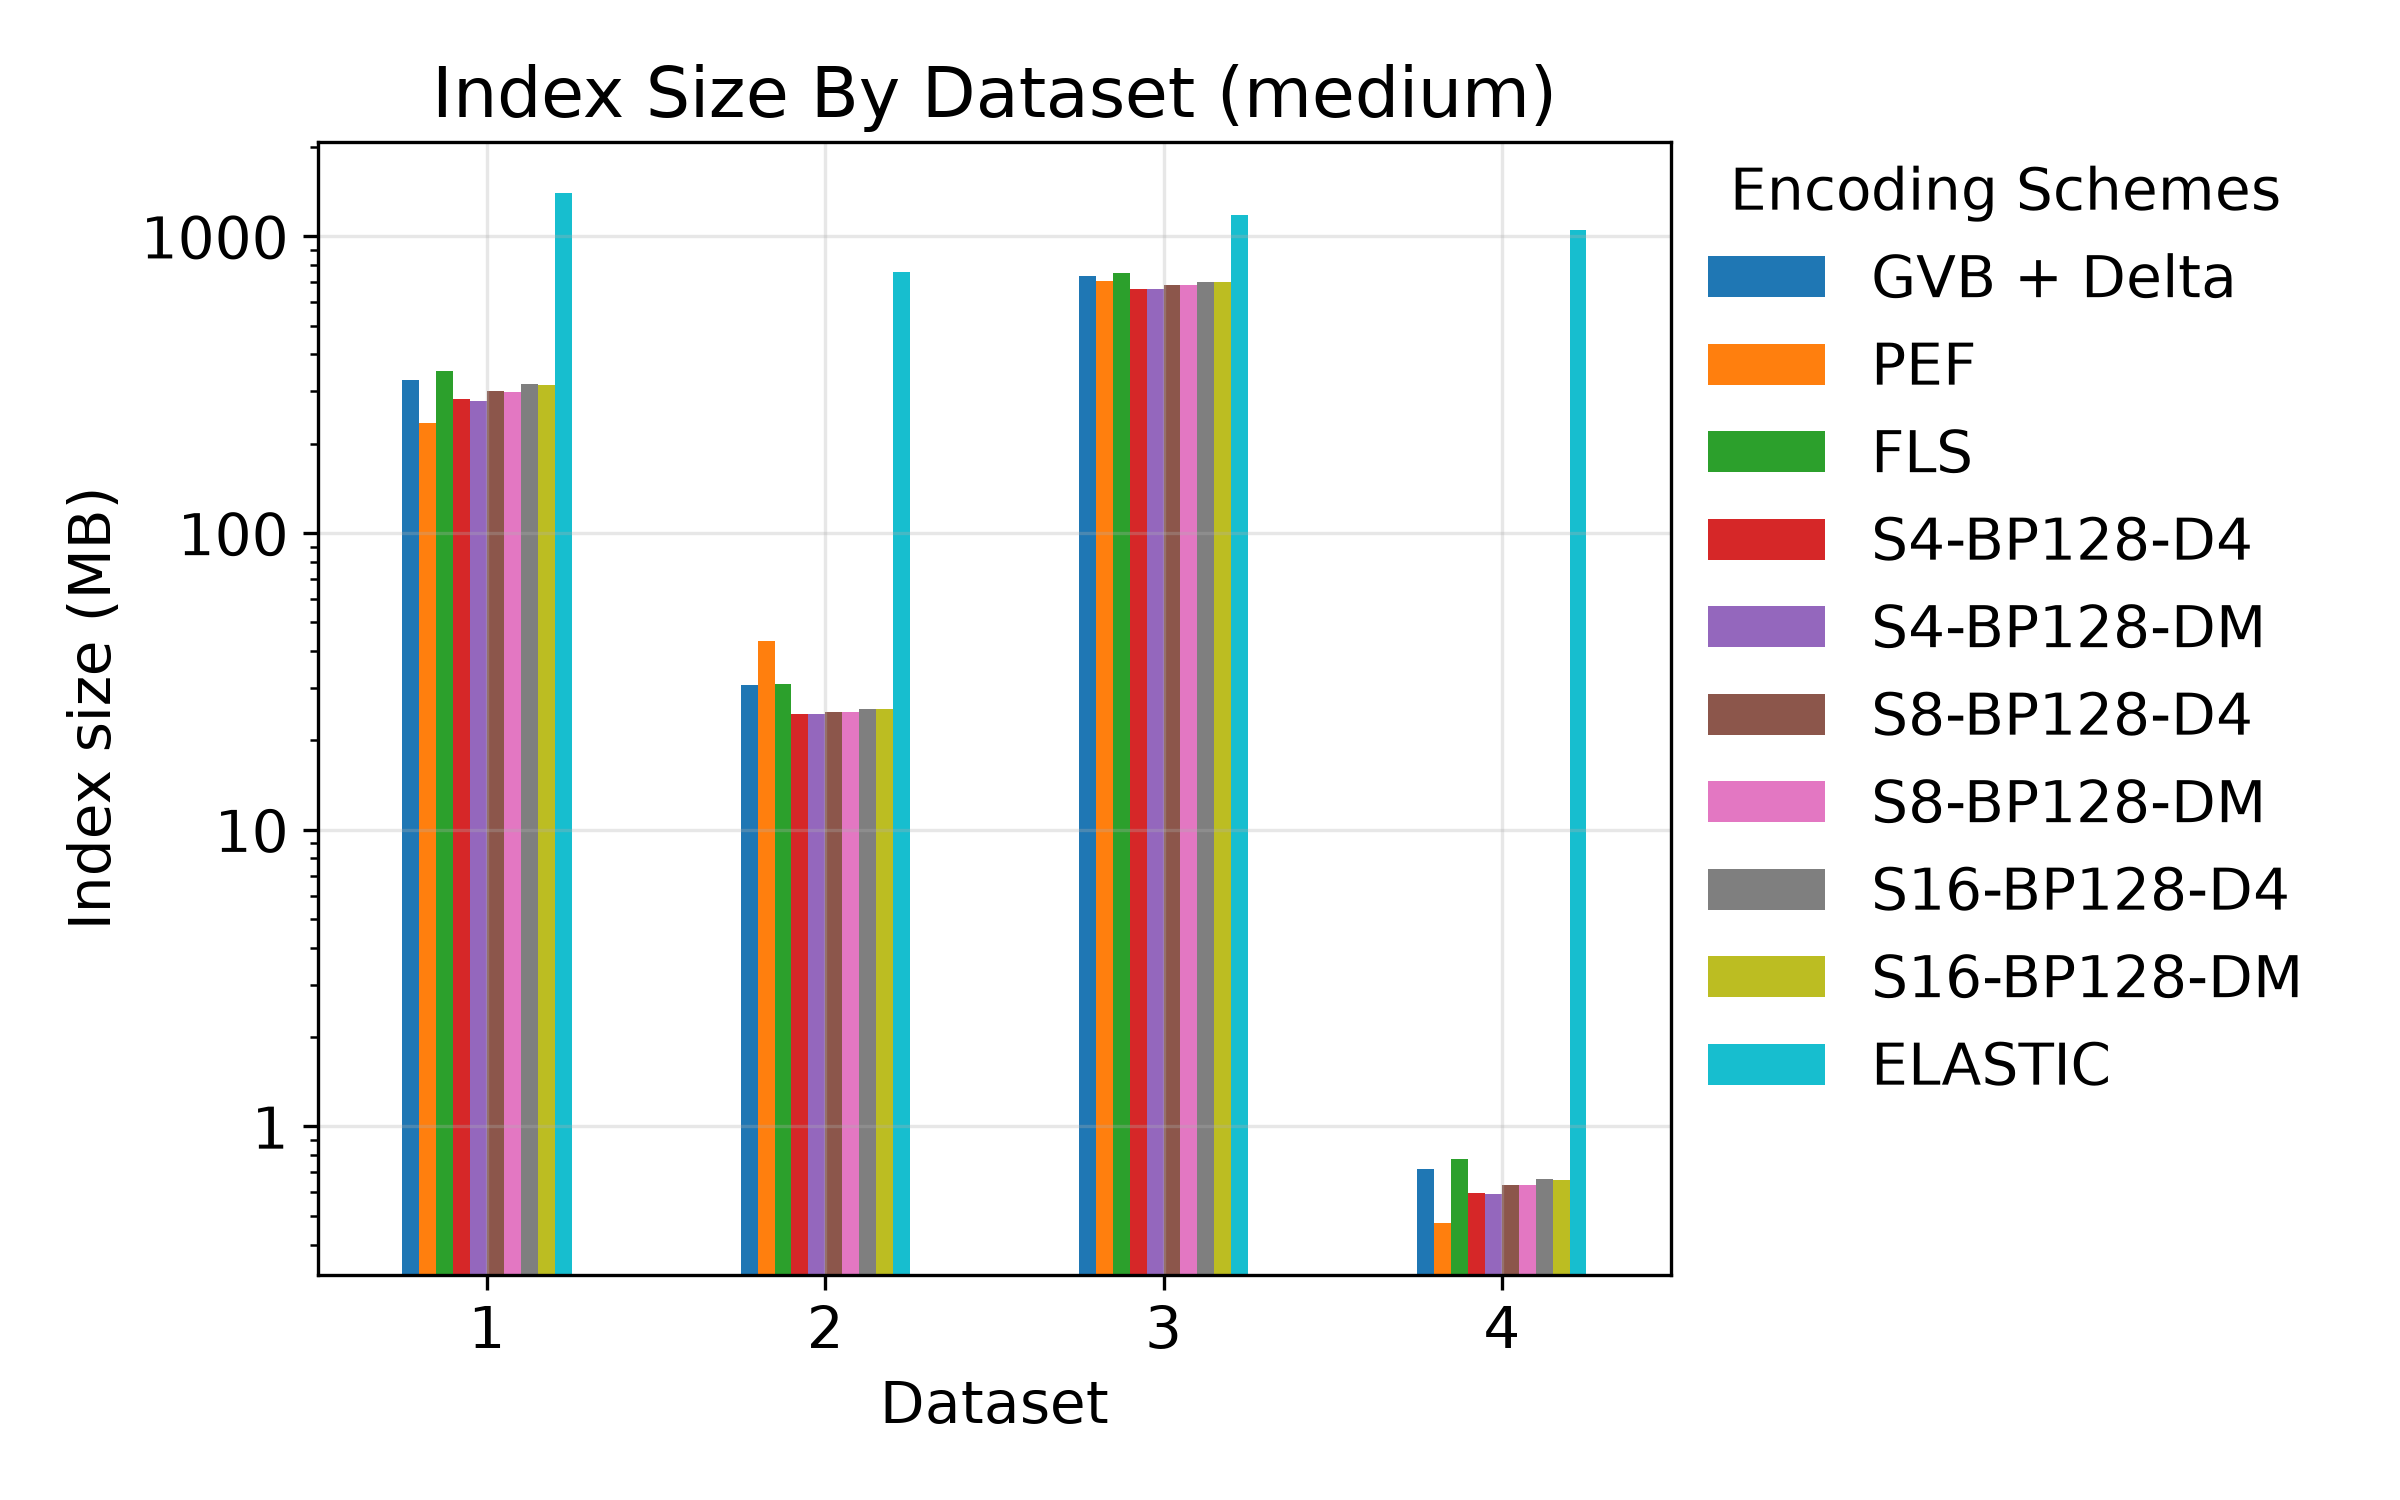 Index Size By Dataset (medium)
Index size (MB)
1000
100
10
1
1
2
3
4
Dataset
Encoding Schemes
GVB + Delta
PEF
FLS
S4-BP128-D4
S4-BP128-DM
S8-BP128-D4
S8-BP128-DM
S16-BP128-D4
S16-BP128-DM
ELASTIC